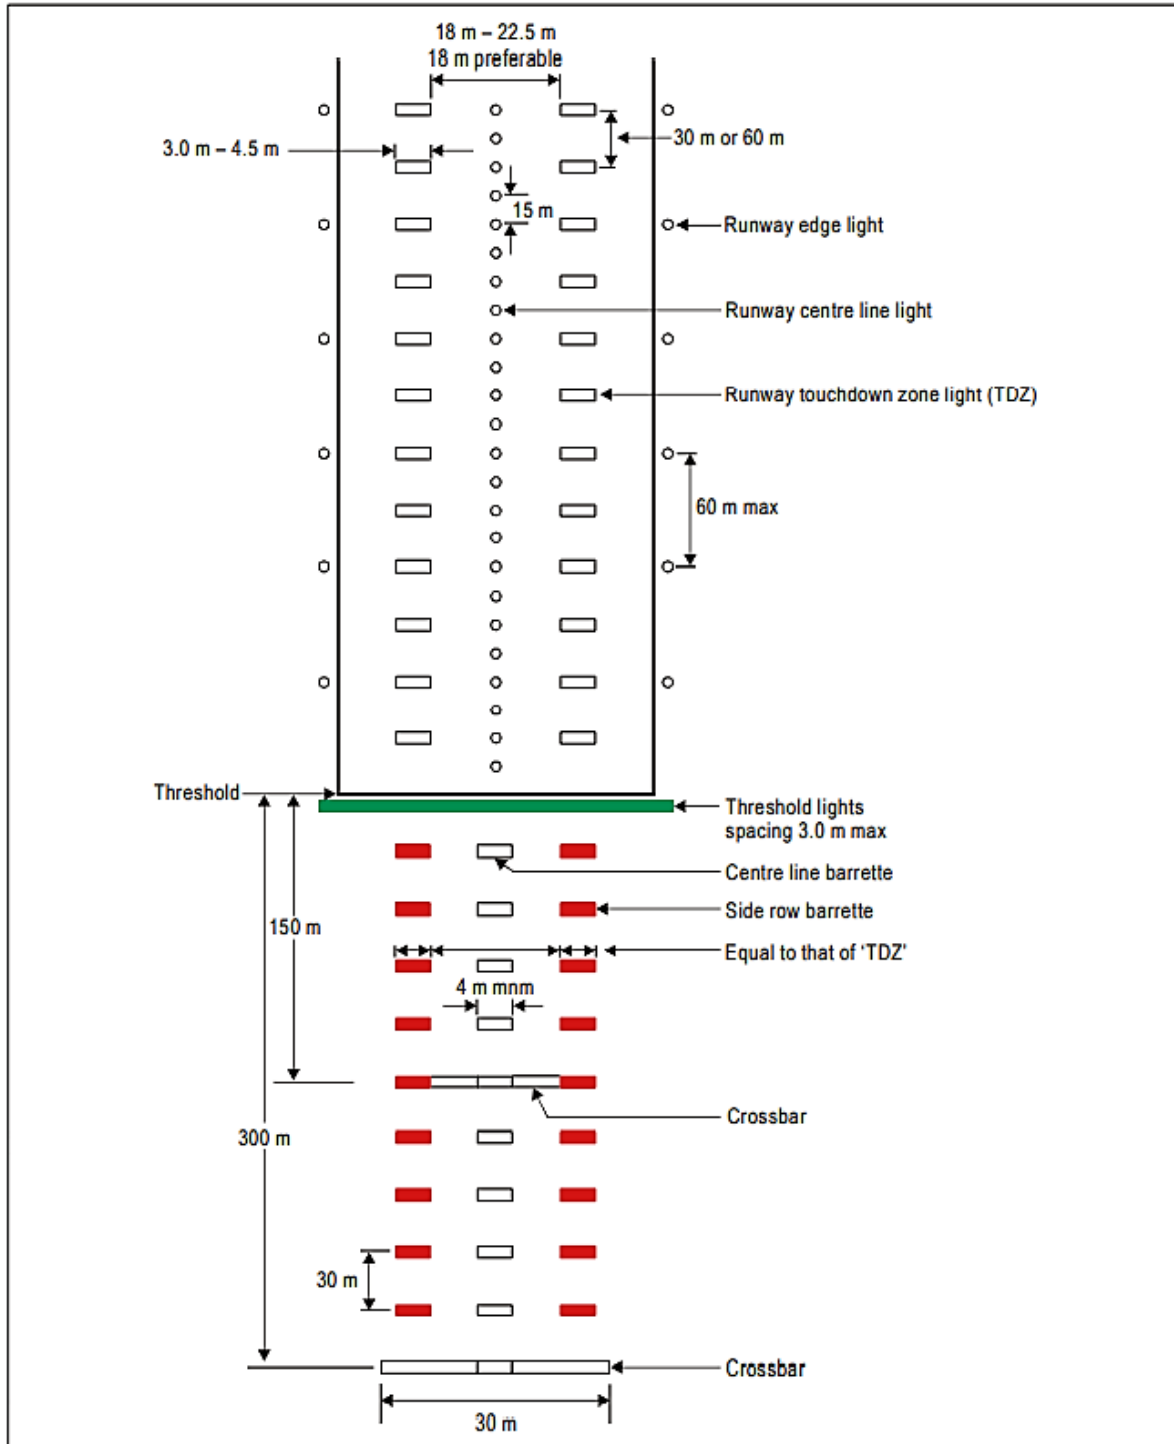 18 m – 22.5 m
18 m preferable
3.0 m – 4.5 m
30 m or 60 m
15 m
Runway edge light
Runway centre line light
Runway touchdown zone light (TDZ)
60 m max
Threshold
Threshold lights
spacing 3.0 m max
Centre line barrette
Side row barrette
150 m
Equal to that of ‘TDZ’
4 m mnm
Crossbar
300 m
30 m
Crossbar
30 m